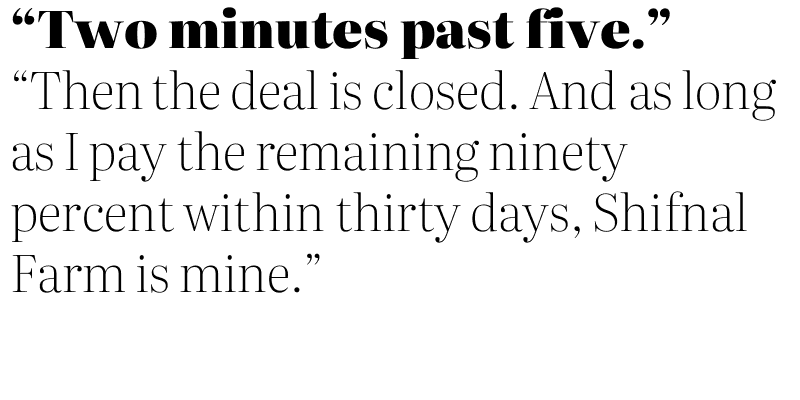 “Two minutes past five.”
“Then the deal is closed. And as long
as I pay the remaining ninety
percent within thirty days, Shifnal
Farm is mine.”